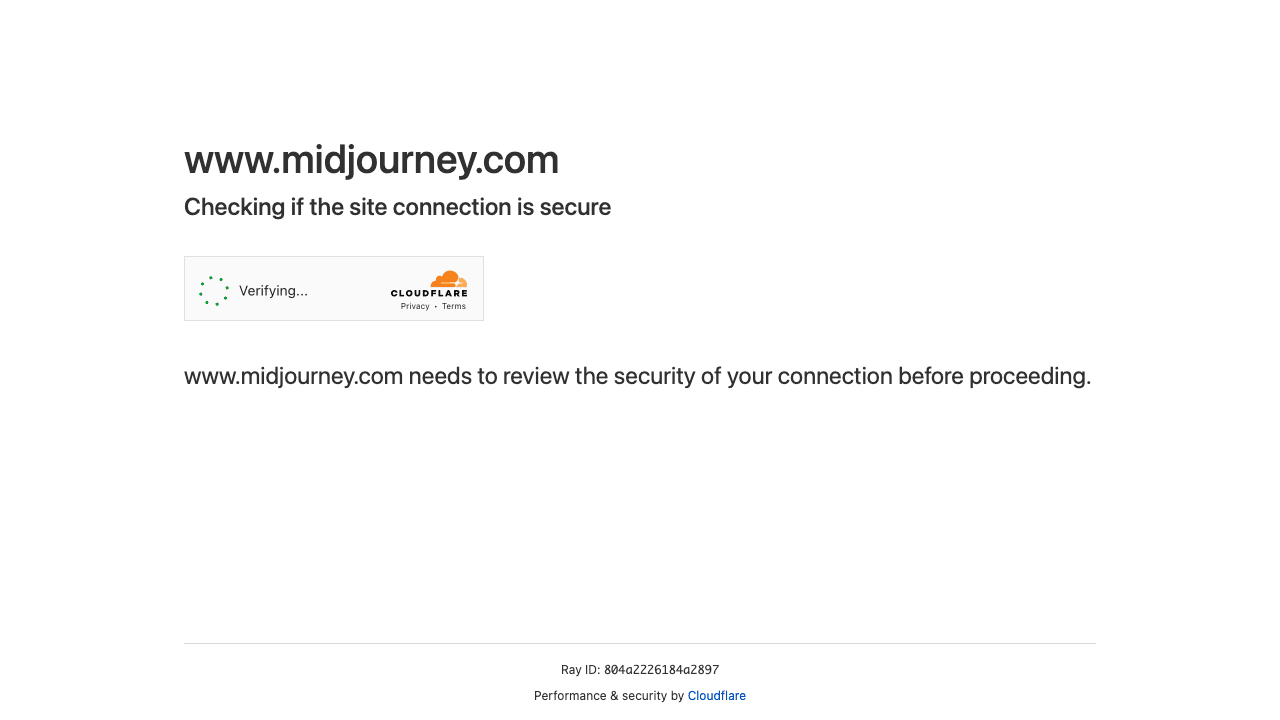 www.midjourney.com
Checking if the site connection is secure
Verifying...
CLOUDFLARE
Privacy • Terms
www.midjourney.com needs to review the security of your connection before proceeding.
Ray ID: 804a2226184a2897
Performance & security by Cloudflare